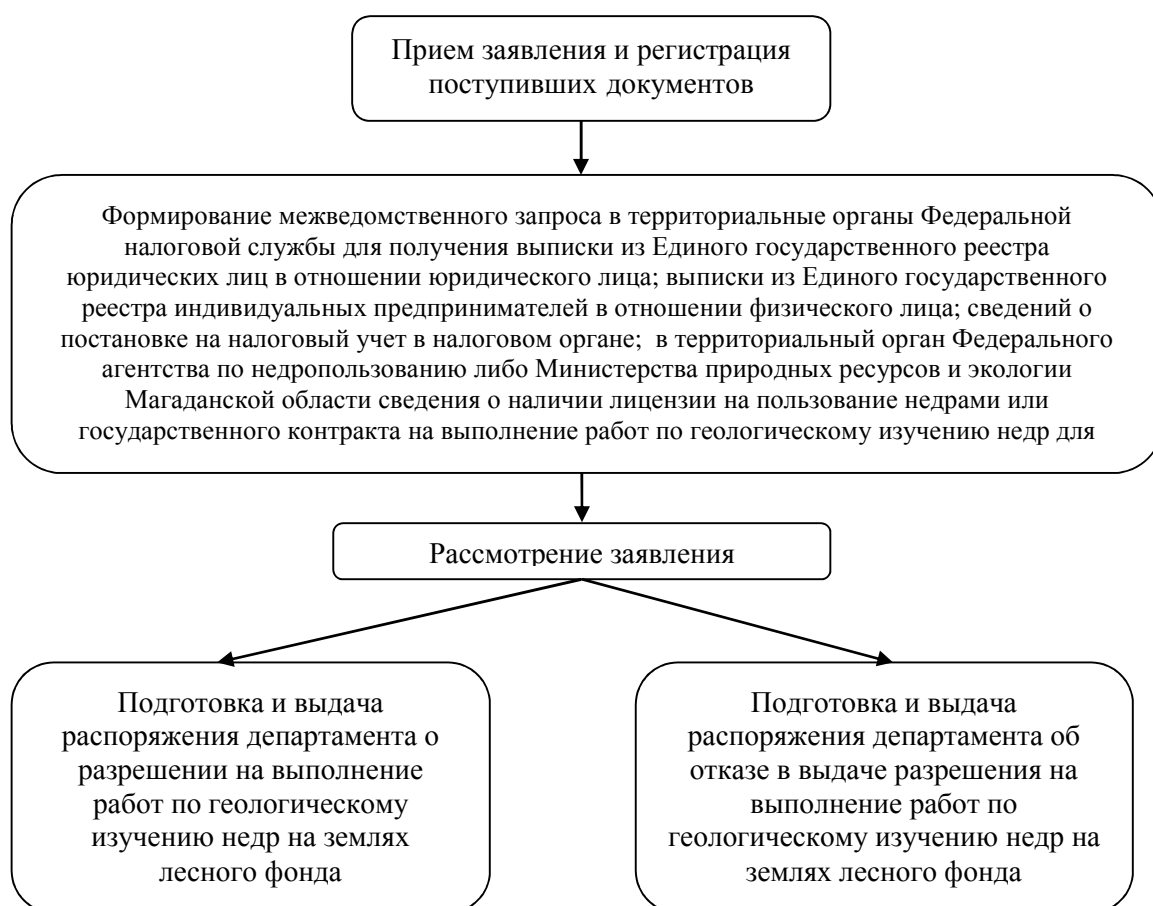 Прием заявления и регистрация
поступивших документов
Формирование межведомственного запроса в территориальные органы Федеральной
налоговой службы для получения выписки из Единого государственного реестра
юридических лиц в отношении юридического лица; выписки из Единого государственного
реестра индивидуальных предпринимателей в отношении физического лица; сведений о
постановке на налоговый учет в налоговом органе; в территориальный орган Федерального
агентства по недропользованию либо Министерства природных ресурсов и экологии
Магаданской области сведения о наличии лицензии на пользование недрами или
государственного контракта на выполнение работ по геологическому изучению недр для
Рассмотрение заявления
Подготовка и выдача
распоряжения департамента о
разрешении на выполнение
работ по геологическому
изучению недр на землях
лесного фонда
Подготовка и выдача
распоряжения департамента об
отказе в выдаче разрешения на
выполнение работ по
геологическому изучению недр на
землях лесного фонда